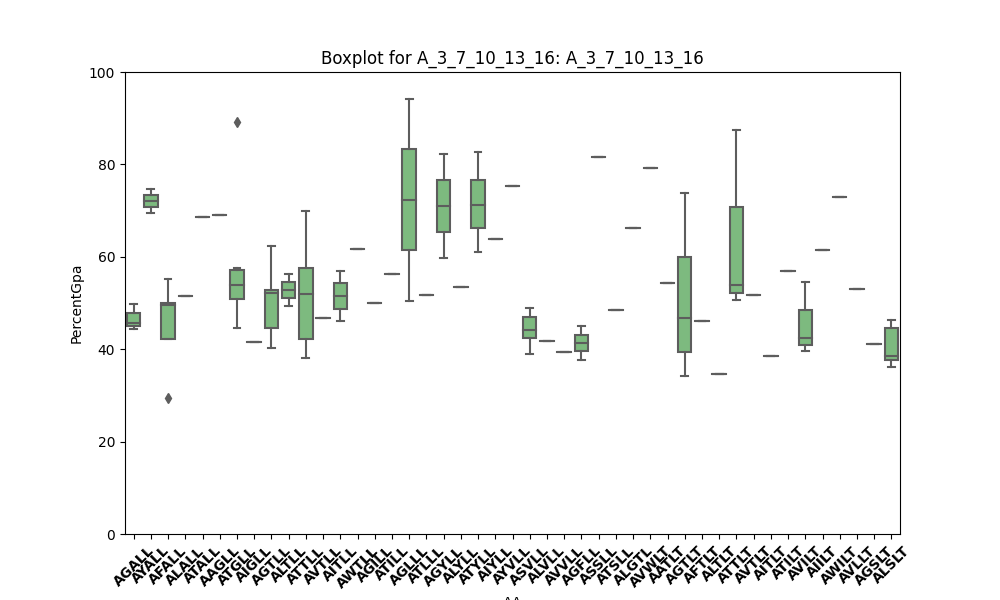 Boxplot for A_3_7_10_13_16: A_3_7_10_13_16
PercentGpa
100
80
60
40
20
0
AGALL
AYALL
AFALL
ALALL
ATALL
AAGLL
ATGLL
AIGLL
AGTLL
ALTLL
ATTLL
AVTLL
AITLL
AWTLL
AGILL
ATILL
AGLLL
ATLLL
AGYLL
ALYLL
ATYLL
AIYLL
AYVLL
ASVLL
ALVLL
AVVLL
AGFLL
ASSLL
ATSLL
ALGTL
AVWLT
AATLT
AGTLT
AFTLT
ALTLT
ATTLT
AVTLT
AITLT
ATILT
AVILT
AIILT
AWILT
AVLLT
AGSLT
ALSLT